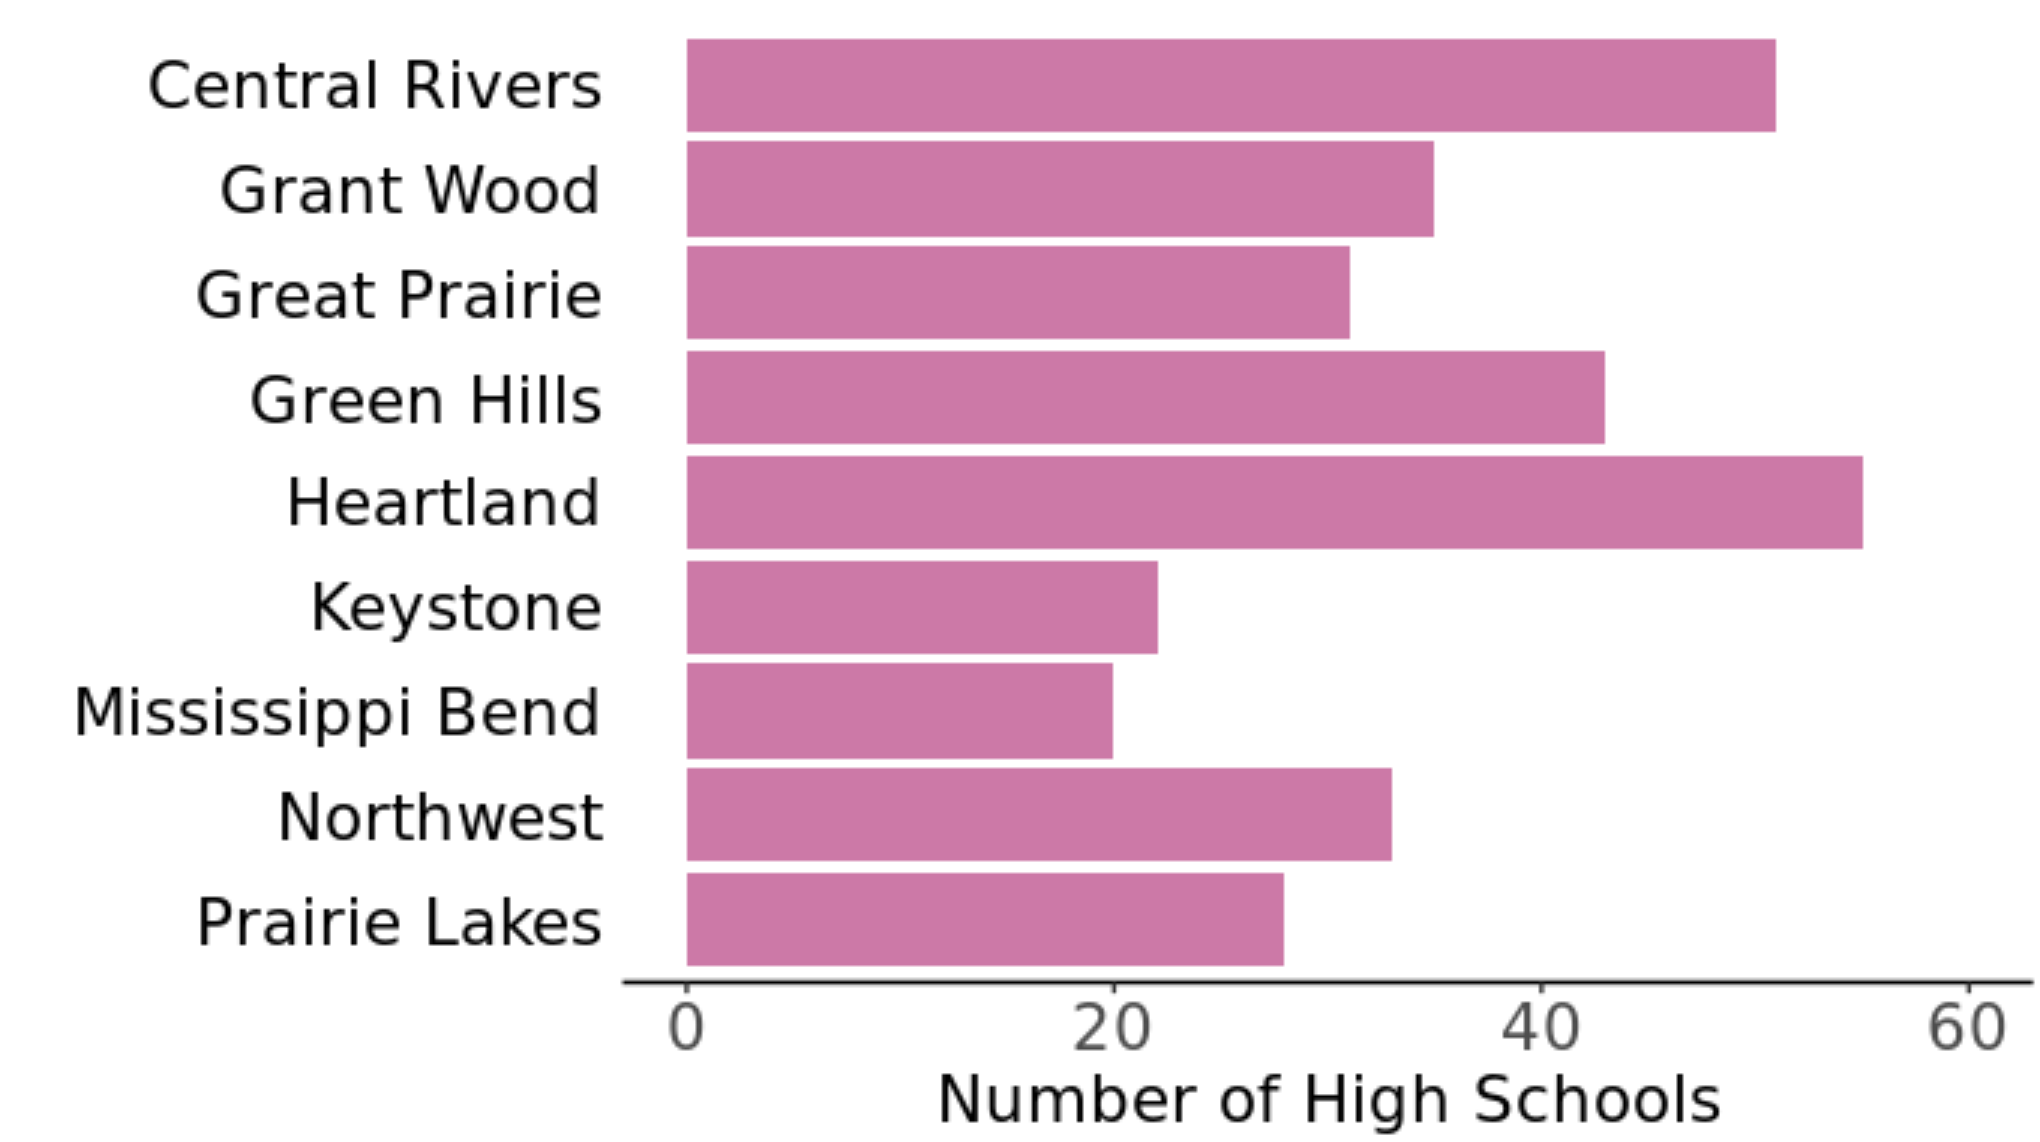 Central Rivers
Grant Wood
Great Prairie
Green Hills
Heartland
Keystone
Mississippi Bend
Northwest
Prairie Lakes
0 20 40 60
Number of High Schools